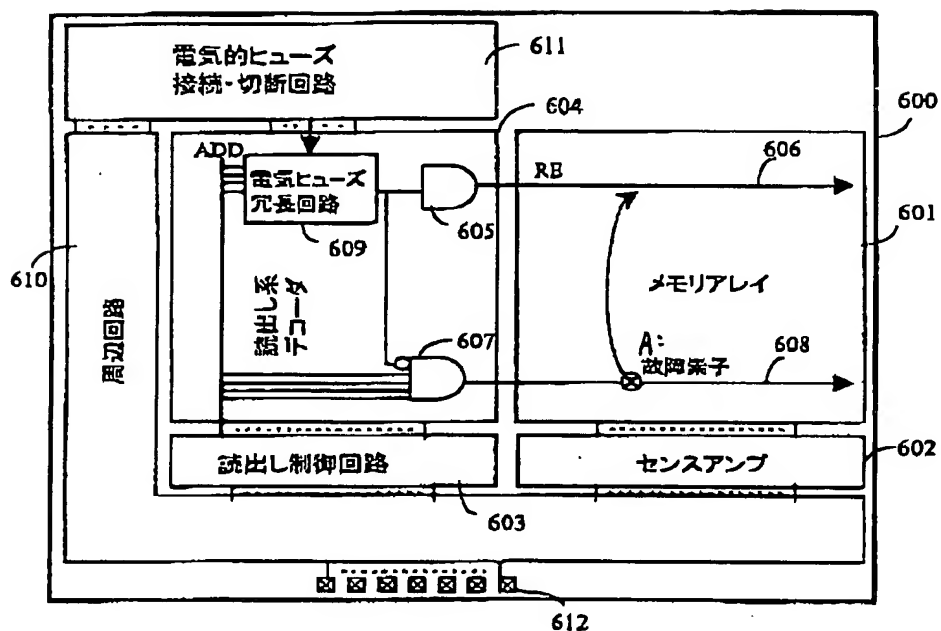 電気的ヒューズ
接続・切断回路
611
604
600
ADD
電気ヒューズ
冗長回路
609
605
RE
606
601
610
周辺回路
読出し系
デコーダ
607
メモリアレイ
A:
故障素子
608
読出し制御回路
603
センスアンプ
602
612